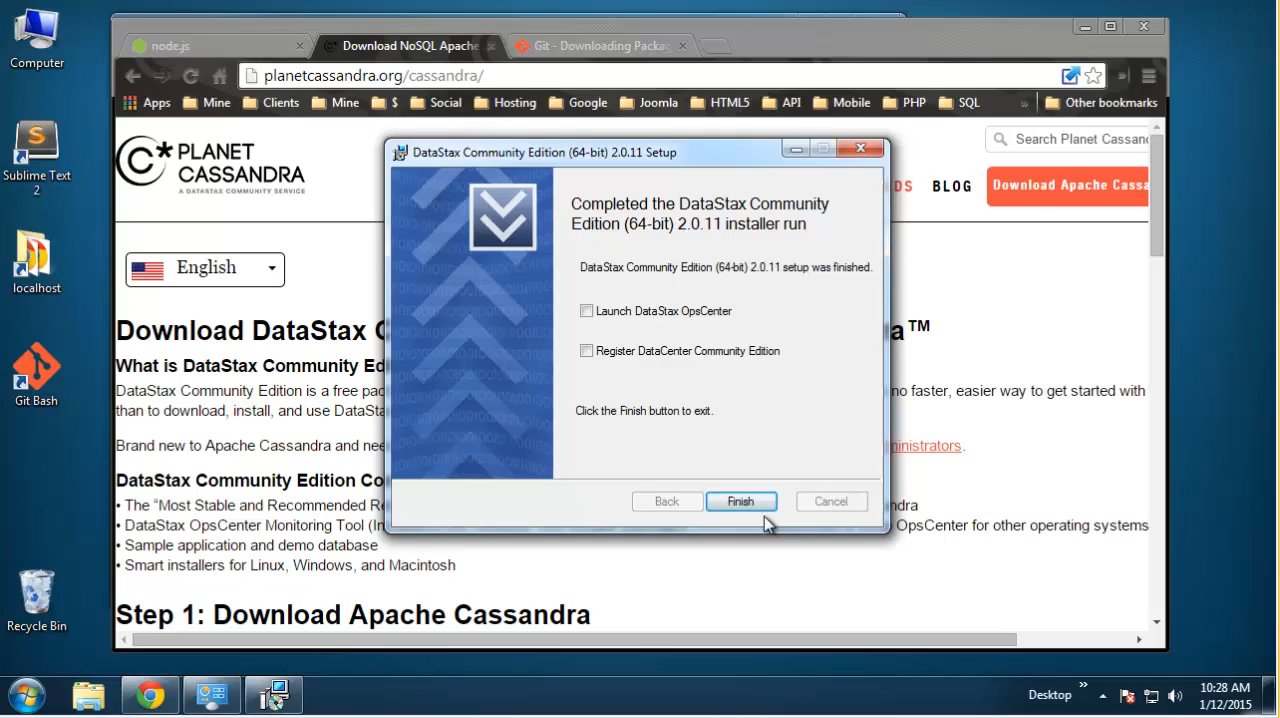 Computer
Sublime Text
2
localhost
Git Bash
Recycle Bin
node.js
Download NoSQL Apache
Git - Downloading Packa
planetcassandra.org/cassandra/
Apps
Mine
Clients
Mine
$
Social
Hosting
Google
Joomla
HTML5
API
Mobile
PHP
SQL
»
Other bookmarks
C*
PLANET
CASSANDRA
A DATASTAX COMMUNITY SERVICE
Search Planet Cassand
DS
BLOG
Download Apache Cassa
English
DataStax Community Edition (64-bit) 2.0.11 Setup
Completed the DataStax Community
Edition (64-bit) 2.0.11 installer run
DataStax Community Edition (64-bit) 2.0.11 setup was finished.
Launch DataStax OpsCenter
Register DataCenter Community Edition
Click the Finish button to exit.
Back
Finish
Cancel
Download DataStax C a™
What is DataStax Community Ed
DataStax Community Edition is a free pac no faster, easier way to get started with
than to download, install, and use DataSta
Brand new to Apache Cassandra and nee ministrators.
DataStax Community Edition Co
• The “Most Stable and Recommended Re ndra
• DataStax OpsCenter Monitoring Tool (In OpsCenter for other operating systems
• Sample application and demo database
• Smart installers for Linux, Windows, and Macintosh
Step 1: Download Apache Cassandra
Desktop
»
10:28 AM
1/12/2015